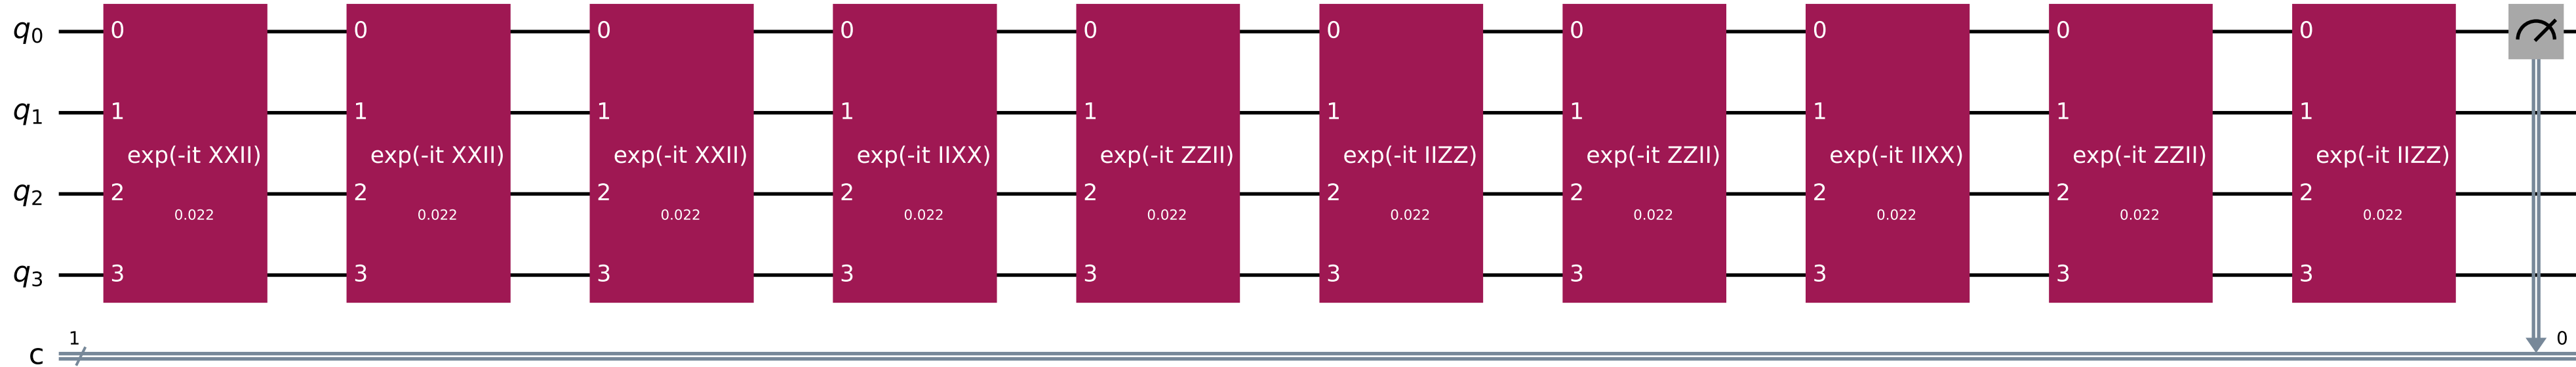 q0 0 0 0 0 0 0 0 0 0 0
q1 1 1 1 1 1 1 1 1 1 1
exp(-it XXII) exp(-it XXII) exp(-it XXII) exp(-it IIXX) exp(-it ZZII) exp(-it IIZZ) exp(-it ZZII) exp(-it IIXX) exp(-it ZZII) exp(-it IIZZ)
q2 2 2 2 2 2 2 2 2 2 2
0.022 0.022 0.022 0.022 0.022 0.022 0.022 0.022 0.022 0.022
q3 3 3 3 3 3 3 3 3 3 3
1 0
c